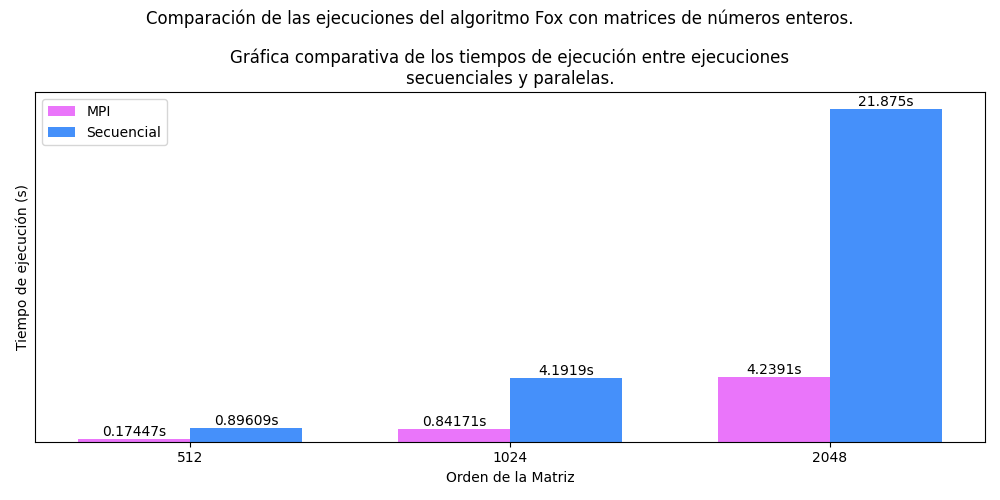 Comparación de las ejecuciones del algoritmo Fox con matrices de números enteros.
Gráfica comparativa de los tiempos de ejecución entre ejecuciones
secuenciales y paralelas.
MPI
Secuencial
Tiempo de ejecución (s)
0.17447s
0.89609s
0.84171s
4.1919s
4.2391s
21.875s
512
1024
2048
Orden de la Matriz